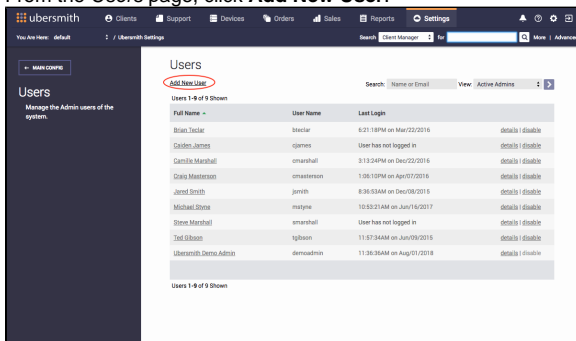 From the Users page, click Add New User.
ubersmith Clients Support Devices Orders Sales Reports Settings
You Are Here: default / Ubersmith Settings Search Client Manager for More | Advance
← MAIN CONFIG
Users
Manage the Admin users of the system.
Users
Add New User
Search: Name or Email View: Active Admins
Users 1-9 of 9 Shown
Full Name User Name Last Login
Brian Teclar bteclar 6:21:18PM on Mar/22/2016 details | disable
Caiden James cjames User has not logged in details | disable
Camille Marshall cmarshall 3:13:24PM on Dec/22/2016 details | disable
Craig Masterson cmasterson 1:06:10PM on Apr/07/2016 details | disable
Jared Smith jsmith 8:36:53AM on Dec/08/2015 details | disable
Michael Styne mstyne 10:53:21AM on Jun/16/2017 details | disable
Steve Marshall smarshall User has not logged in details | disable
Ted Gibson tgibson 11:57:34AM on Jun/09/2015 details | disable
Ubersmith Demo Admin demoadmin 11:36:36AM on Aug/01/2018 details | disable
Users 1-9 of 9 Shown